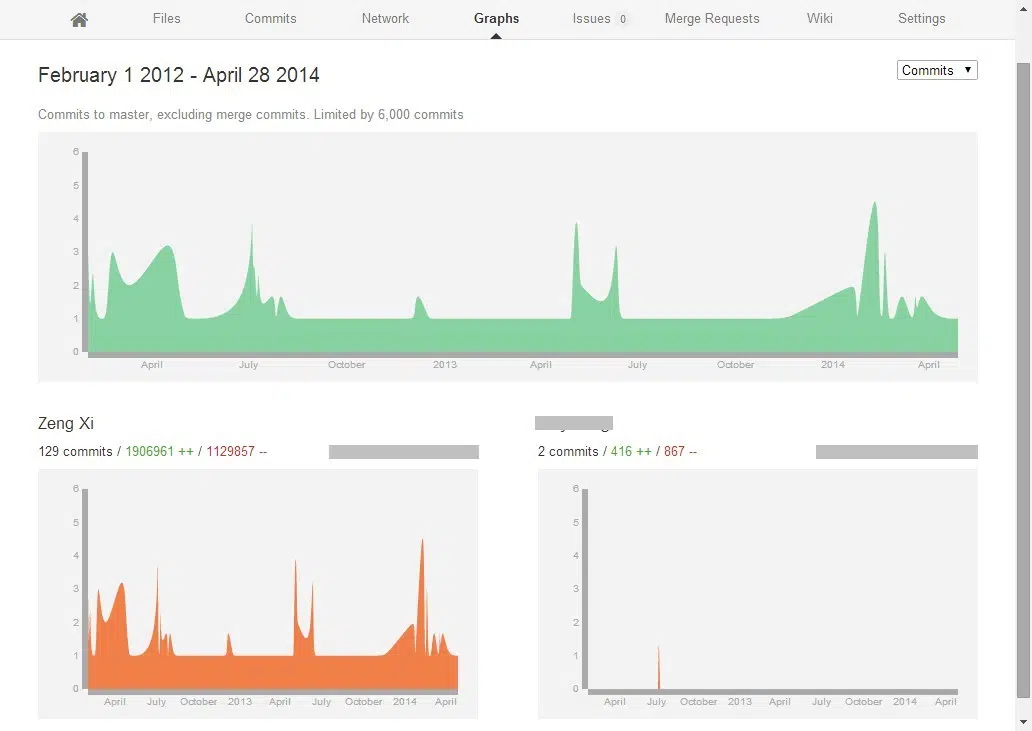 Files Commits Network Graphs Issues 0 Merge Requests Wiki Settings
February 1 2012 - April 28 2014
Commits
Commits to master, excluding merge commits. Limited by 6,000 commits
6
5
4
3
2
1
0
April July October 2013 April July October 2014 April
Zeng Xi
129 commits / 1906961 ++ / 1129857 --
6
5
4
3
2
1
0
April July October 2013 April July October 2014 April
2 commits / 416 ++ / 867 --
6
5
4
3
2
1
0
April July October 2013 April July October 2014 April